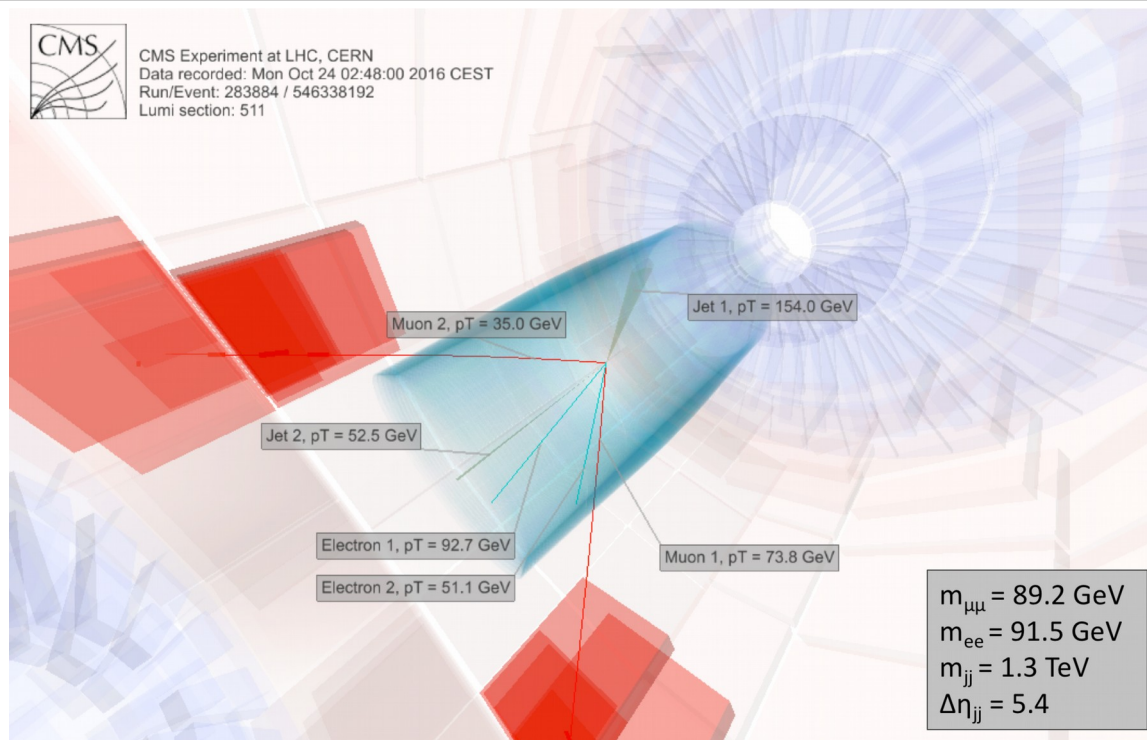 CMS
CMS Experiment at LHC, CERN
Data recorded: Mon Oct 24 02:48:00 2016 CEST
Run/Event: 283884 / 546338192
Lumi section: 511
Jet 1, pT = 154.0 GeV
Muon 2, pT = 35.0 GeV
Jet 2, pT = 52.5 GeV
Electron 1, pT = 92.7 GeV
Muon 1, pT = 73.8 GeV
Electron 2, pT = 51.1 GeV
mμμ = 89.2 GeV
mee = 91.5 GeV
mjj = 1.3 TeV
Δηjj = 5.4